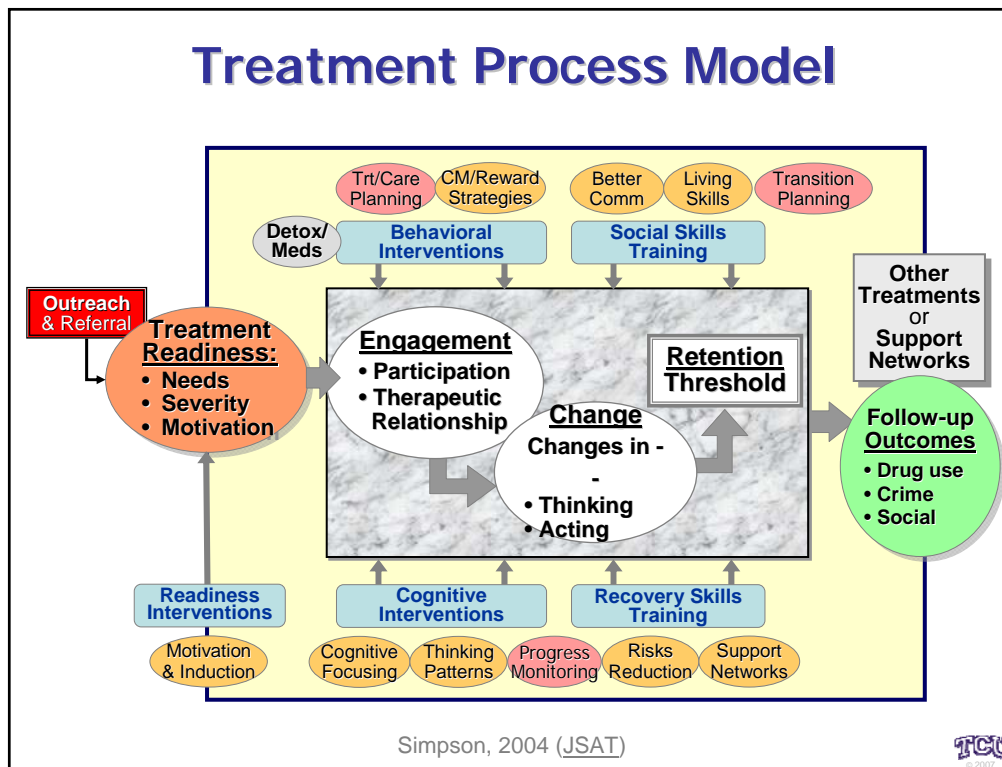 Treatment Process Model
Trt/Care
Planning
CM/Reward
Strategies
Better
Comm
Living
Skills
Transition
Planning
Detox/
Meds
Behavioral
Interventions
Social Skills
Training
Outreach
& Referral
Treatment
Readiness:
• Needs
• Severity
• Motivation
Engagement
• Participation
• Therapeutic
Relationship
Change
Changes in -
-
• Thinking
• Acting
Retention
Threshold
Other
Treatments
or
Support
Networks
Follow-up
Outcomes
• Drug use
• Crime
• Social
Readiness
Interventions
Cognitive
Interventions
Recovery Skills
Training
Motivation
& Induction
Cognitive
Focusing
Thinking
Patterns
Progress
Monitoring
Risks
Reduction
Support
Networks
Simpson, 2004 (JSAT)
TCU
© 2007